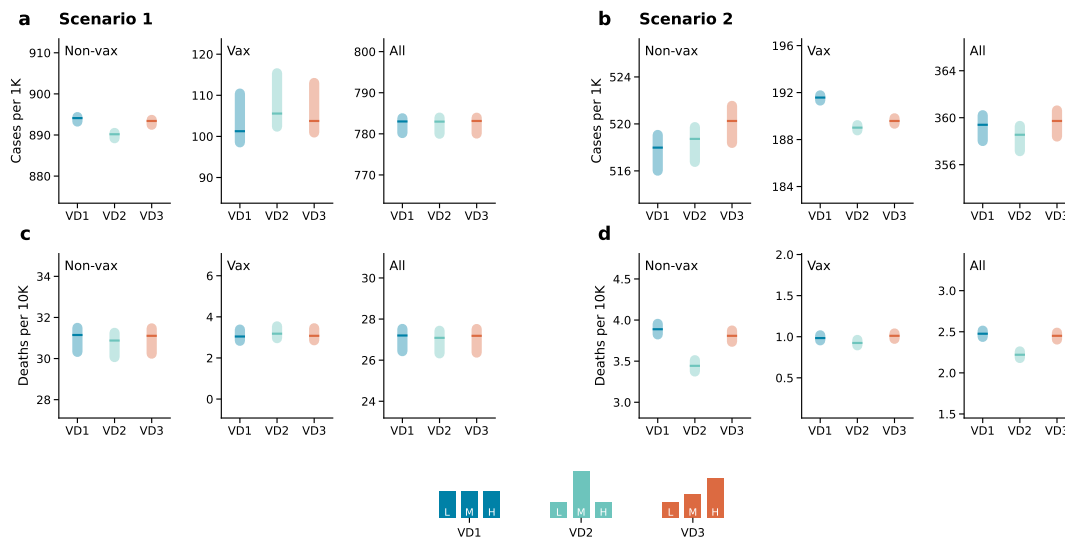 a Scenario 1
Non-vax
Cases per 1K
910
900
890
880
VD1 VD2 VD3
Vax
120
110
100
90
VD1 VD2 VD3
All
800
790
780
770
VD1 VD2 VD3
b Scenario 2
Non-vax
Cases per 1K
524
520
516
VD1 VD2 VD3
Vax
196
192
188
184
VD1 VD2 VD3
All
364
360
356
VD1 VD2 VD3
c
Non-vax
Deaths per 10K
34
32
30
28
VD1 VD2 VD3
Vax
6
4
2
0
VD1 VD2 VD3
All
30
28
26
24
VD1 VD2 VD3
d
Non-vax
Deaths per 10K
4.5
4.0
3.5
3.0
VD1 VD2 VD3
Vax
2.0
1.5
1.0
0.5
VD1 VD2 VD3
All
3.0
2.5
2.0
1.5
VD1 VD2 VD3
L M H
VD1
L M H
VD2
L M H
VD3